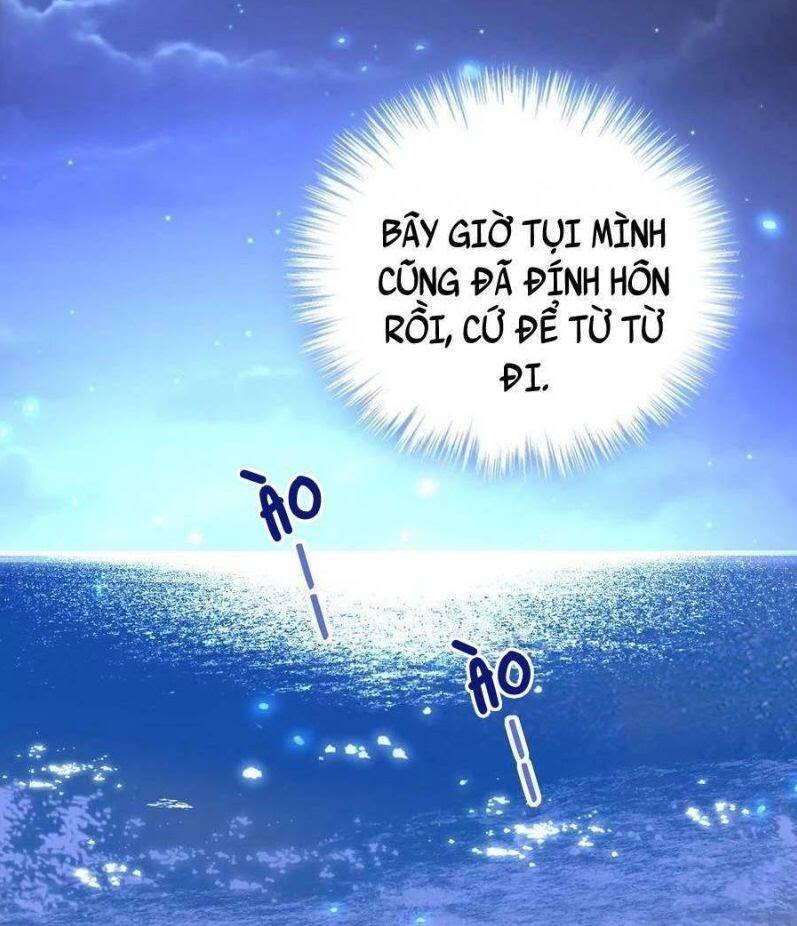 BÂY GIỜ TỤI MÌNH
CŨNG ĐÃ ĐÍNH HÔN
RỒI, CỨ ĐỂ TỪ TỪ
ĐI.
ÀO
ÀO